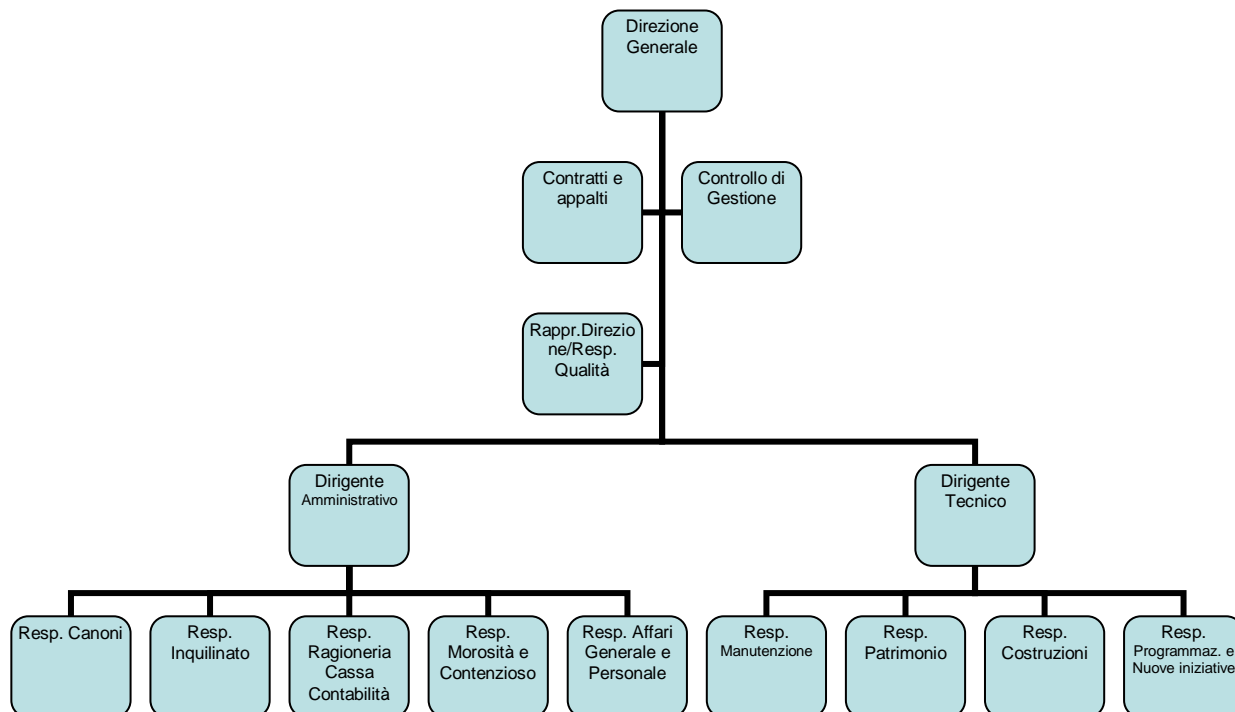 Direzione
Generale
Contratti e
appalti
Controllo di
Gestione
Rappr.Direzio
ne/Resp.
Qualità
Dirigente
Amministrativo
Dirigente
Tecnico
Resp. Canoni
Resp.
Inquilinato
Resp.
Ragioneria
Cassa
Contabilità
Resp.
Morosità e
Contenzioso
Resp. Affari
Generale e
Personale
Resp.
Manutenzione
Resp.
Patrimonio
Resp.
Costruzioni
Resp.
Programmaz. e
Nuove iniziative